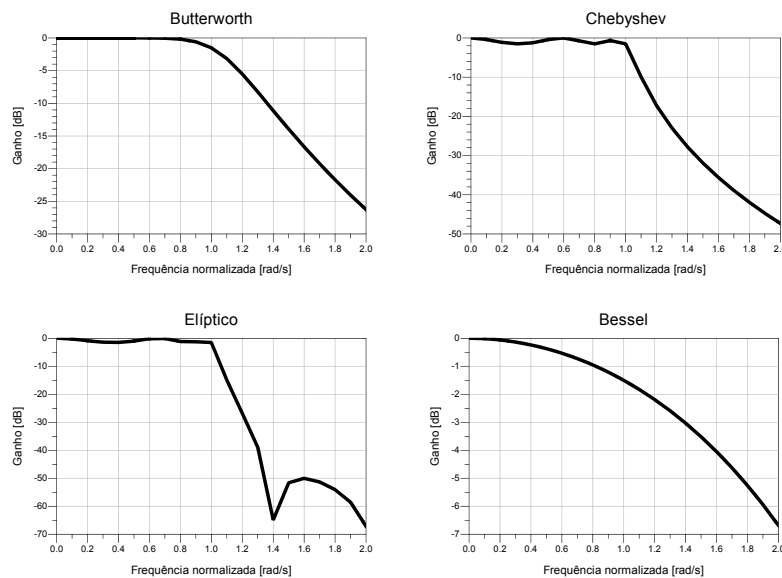 Butterworth
Ganho [dB]
0
-5
-10
-15
-20
-25
-30
0.0 0.2 0.4 0.6 0.8 1.0 1.2 1.4 1.6 1.8 2.0
Frequência normalizada [rad/s]
Chebyshev
Ganho [dB]
0
-10
-20
-30
-40
-50
0.0 0.2 0.4 0.6 0.8 1.0 1.2 1.4 1.6 1.8 2.0
Frequência normalizada [rad/s]
Elíptico
Ganho [dB]
0
-10
-20
-30
-40
-50
-60
-70
0.0 0.2 0.4 0.6 0.8 1.0 1.2 1.4 1.6 1.8 2.0
Frequência normalizada [rad/s]
Bessel
Ganho [dB]
0
-1
-2
-3
-4
-5
-6
-7
0.0 0.2 0.4 0.6 0.8 1.0 1.2 1.4 1.6 1.8 2.0
Frequência normalizada [rad/s]